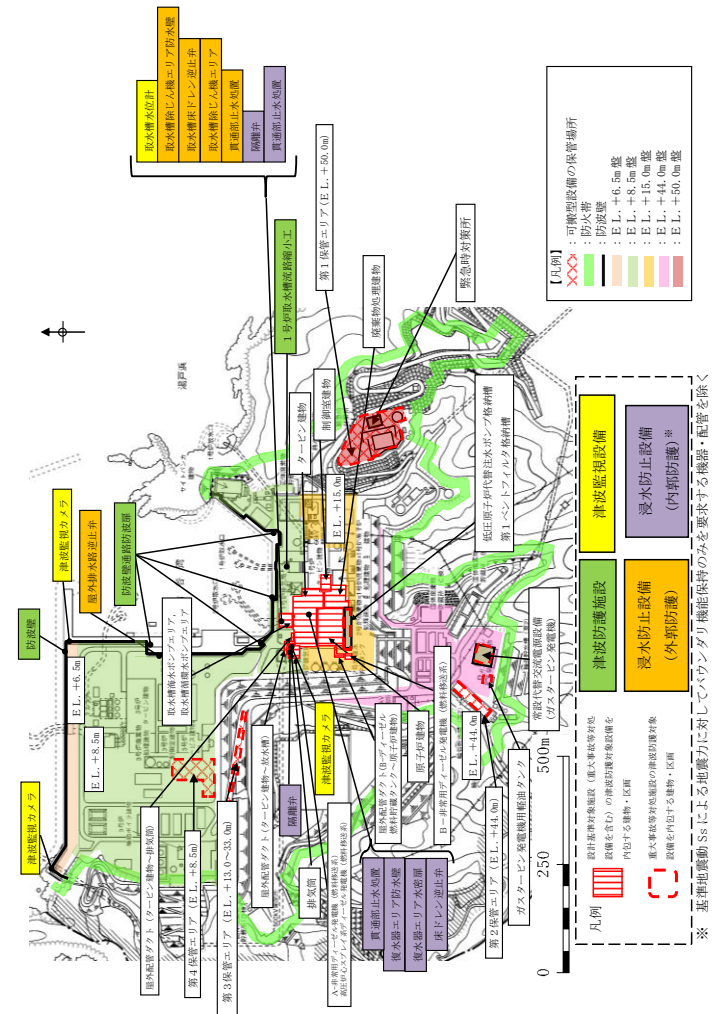 取水槽水位計
取水槽除じん機エリア防水壁
取水槽床ドレン逆止弁
取水槽除じん機エリア
貫通部止水処置
隔離弁
貫通部止水処置
1号炉取水槽流路縮小工
第1保管エリア(EL.+50.0m)
廃棄物処理建物
緊急時対策所
タービン建物
制御室建物
EL.+15.0m
低圧原子炉代替注水ポンプ格納槽
第1ベントフィルタ格納槽
津波監視カメラ
屋外排水路逆止弁
防波壁通路防波扉
防波壁
取水槽海水ポンプエリア、
取水槽循環水ポンプエリア
EL.+6.5m
EL.+8.5m
津波監視カメラ
屋外配管ダクト(タービン建物~排気筒)
第4保管エリア(EL.+8.5m)
第3保管エリア(EL.+13.0~33.0m)
屋外配管ダクト(タービン建物~放水槽)
隔離弁
排気筒
津波監視カメラ
A-非常用ディーゼル発電機(燃料移送系)
高圧炉心スプレイ系ディーゼル発電機(燃料移送系)
屋外配管ダクト(B-ディーゼル
燃料貯蔵タンク~原子炉建物)
原子炉建物
B-非常用ディーゼル発電機(燃料移送系)
貫通部止水処置
復水器エリア防水壁
復水器エリア水密扉
床ドレン逆止弁
EL.+44.0m
第2保管エリア(EL.+44.0m)
ガスタービン発電機用軽油タンク
常設代替交流電源設備
(ガスタービン発電機)
湯戸浜
サイトバンカ
建物
【凡例】
:可搬型設備の保管場所
:防火帯
:防波壁
:EL.+6.5m盤
:EL.+8.5m盤
:EL.+15.0m盤
:EL.+44.0m盤
:EL.+50.0m盤
0
250
500m
凡例
設計基準対象施設(重大事故等対処
設備を含む)の津波防護対象設備を
内包する建物・区画
重大事故等対処施設の津波防護対象
設備を内包する建物・区画
津波防護施設
津波監視設備
浸水防止設備
(外郭防護)
浸水防止設備
(内郭防護)※
※ 基準地震動Ssによる地震力に対してバウンダリ機能保持のみを要求する機器・配管を除く